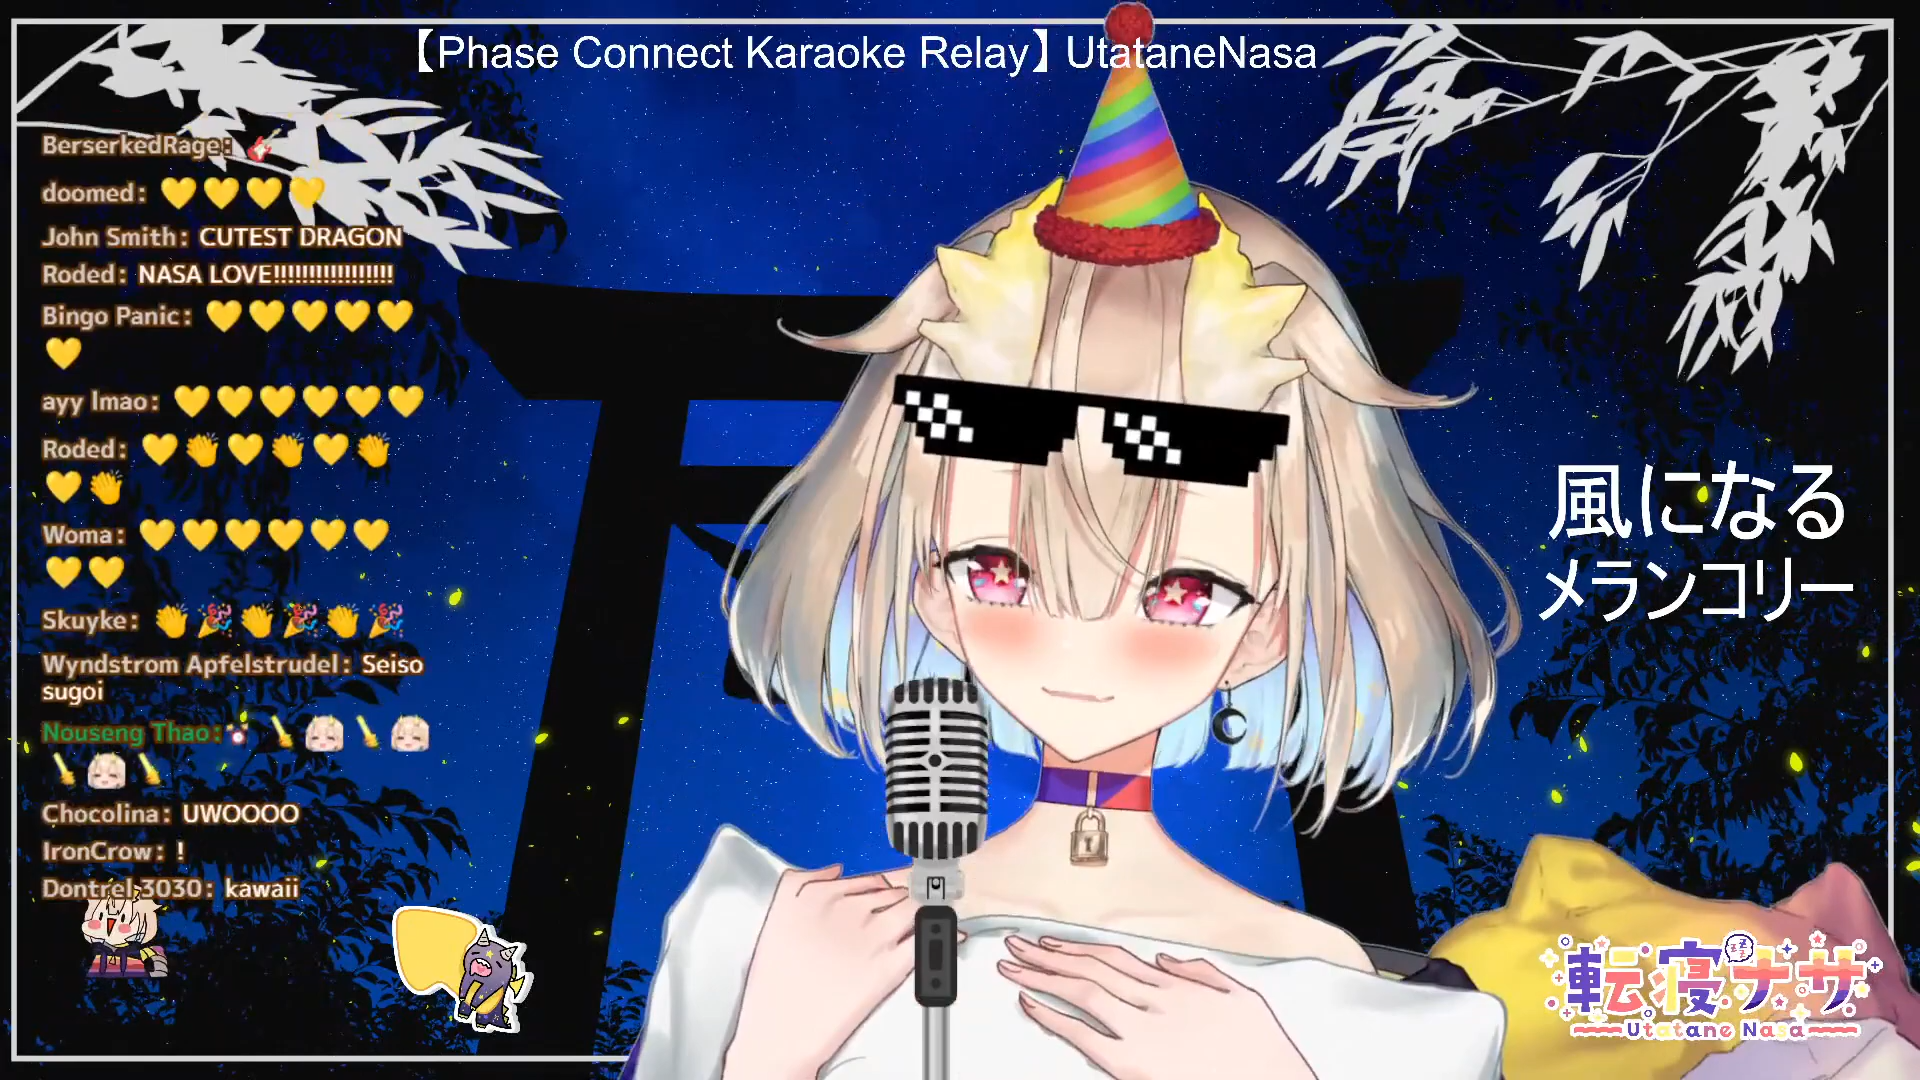 【Phase Connect Karaoke Relay】UtataneNasa
BerserkedRage:
doomed: 💛💛💛💛
John Smith: CUTEST DRAGON
Roded: NASA LOVE!!!!!!!!!!!!!!!!!
Bingo Panic: 💛💛💛💛💛
💛
ayy lmao: 💛💛💛💛💛💛
Roded: 💛👏💛👏💛👏
💛👏
Woma: 💛💛💛💛💛💛
💛💛
Skuyke: 👏🎉👏🎉👏🎉
Wyndstrom Apfelstrudel: Seiso
sugoi
Nouseng Thao:
Chocolina: UWOOOO
IronCrow: !
Dontrel 3030: kawaii
風になる
メランコリー
転寝ナサ
Utatane Nasa